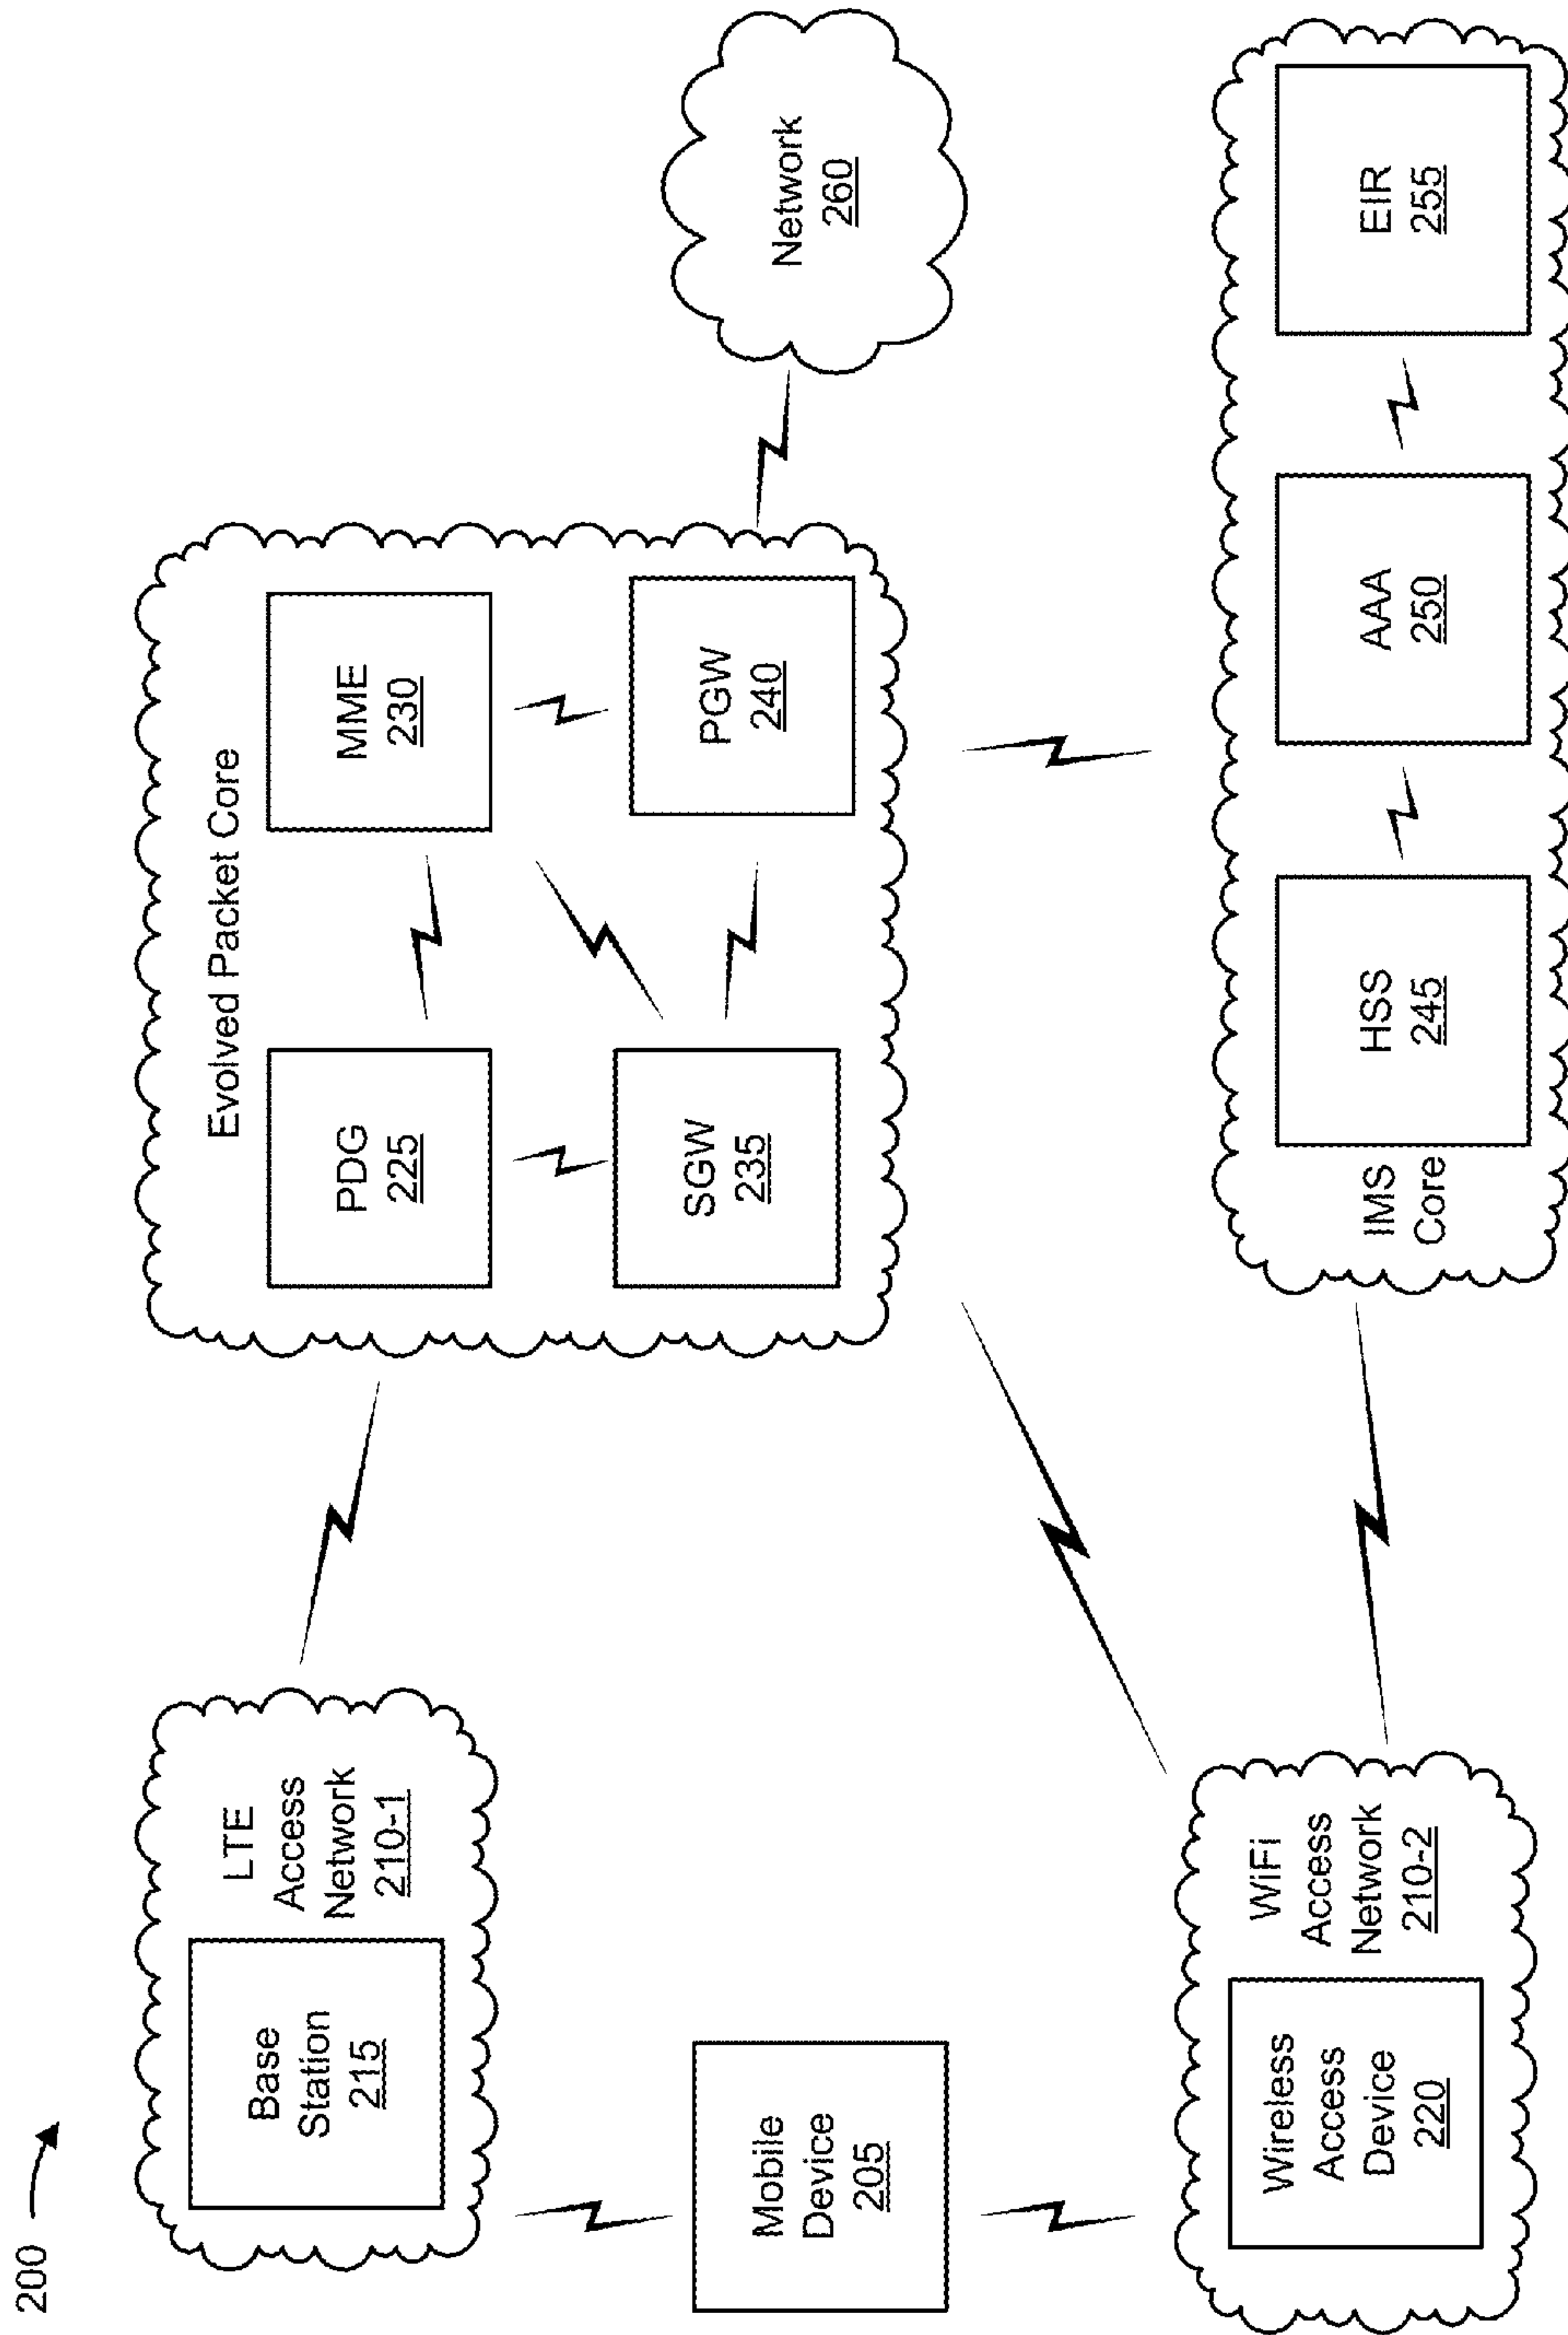 200
Base
Station
215
LTE
Access
Network
210-1
Mobile
Device
205
Wireless
Access
Device
220
WiFi
Access
Network
210-2
Evolved Packet Core
PDG
225
MME
230
SGW
235
PGW
240
Network
260
IMS
Core
HSS
245
AAA
250
EIR
255